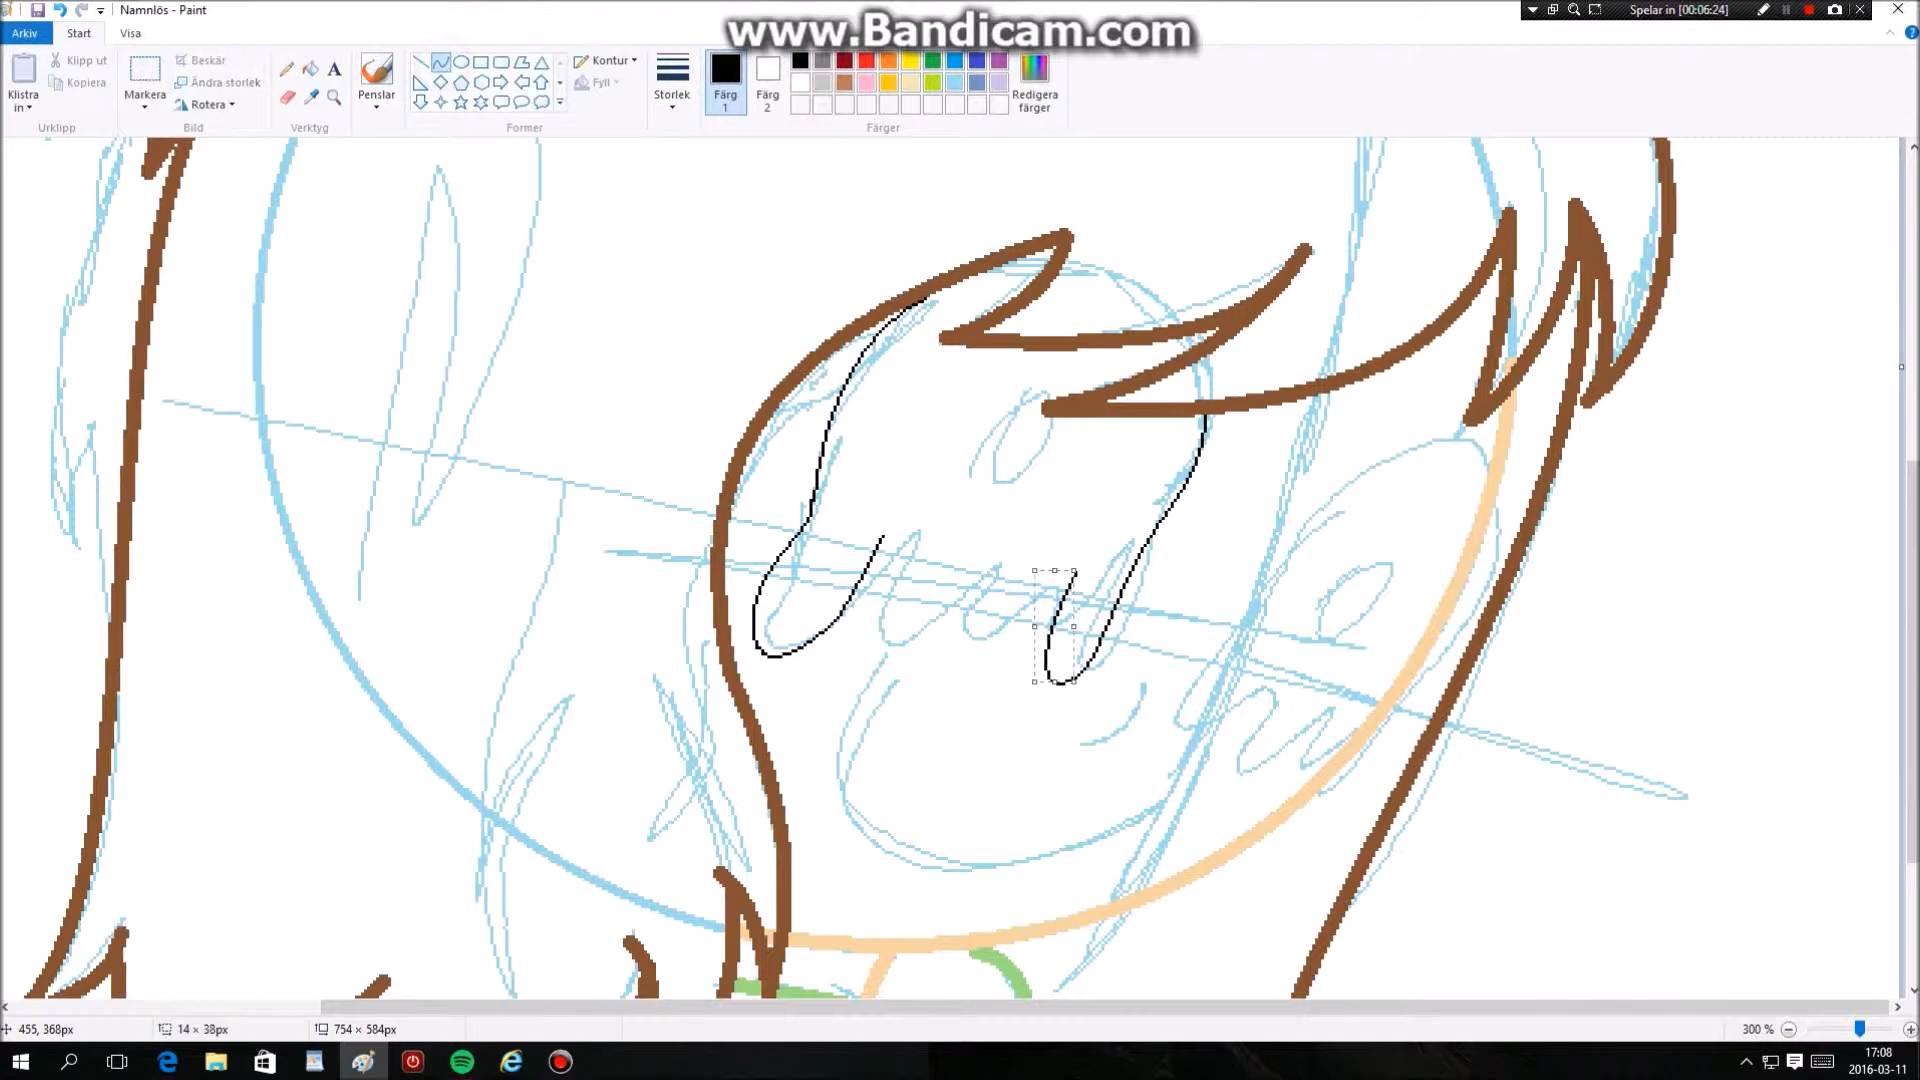 Namnlös - Paint
www.Bandicam.com
Spelar in [00:06:24]
Arkiv
Start
Visa
Klistra in
Klipp ut
Kopiera
Urklipp
Markera
Beskär
Ändra storlek
Rotera
Bild
A
Verktyg
Penslar
Kontur
Fyll
Former
Storlek
Färg 1
Färg 2
Redigera färger
Färger
455, 368px
14 × 38px
754 × 584px
300 %
17:08
2016-03-11